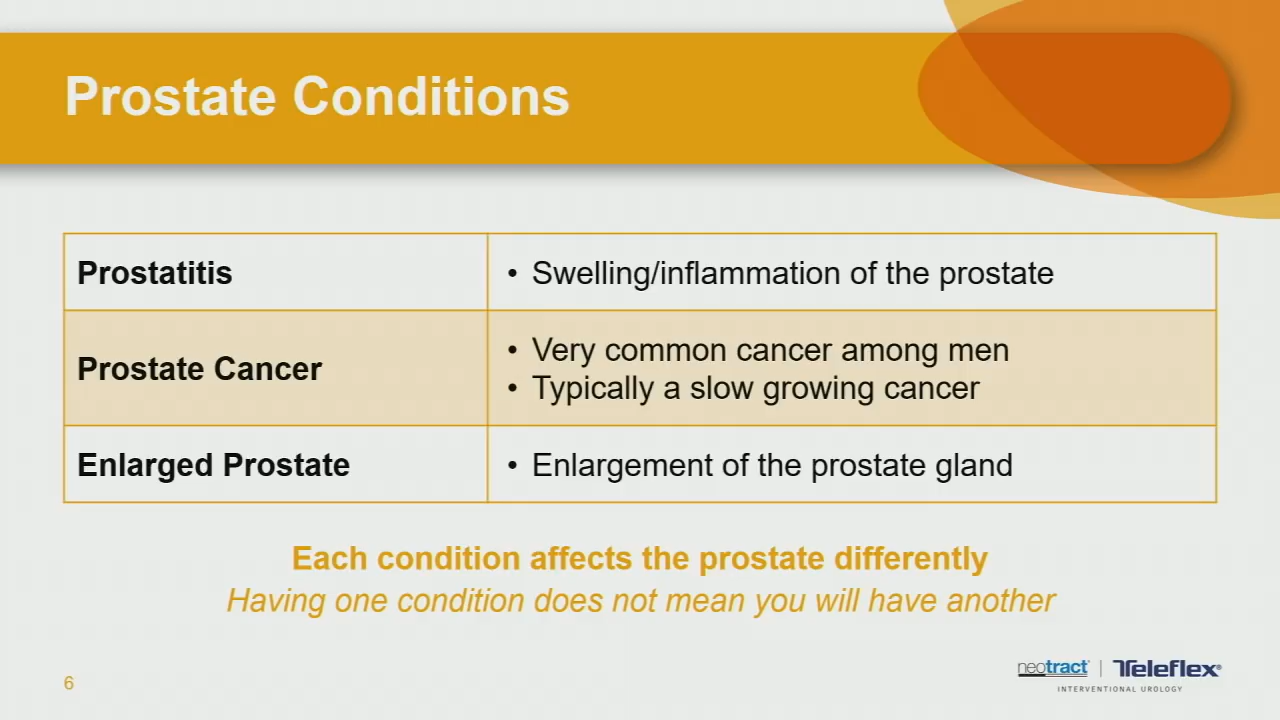 Prostate Conditions
Prostatitis
• Swelling/inflammation of the prostate
Prostate Cancer
• Very common cancer among men
• Typically a slow growing cancer
Enlarged Prostate
• Enlargement of the prostate gland
Each condition affects the prostate differently
Having one condition does not mean you will have another
6
neotract | Teleflex®
INTERVENTIONAL UROLOGY